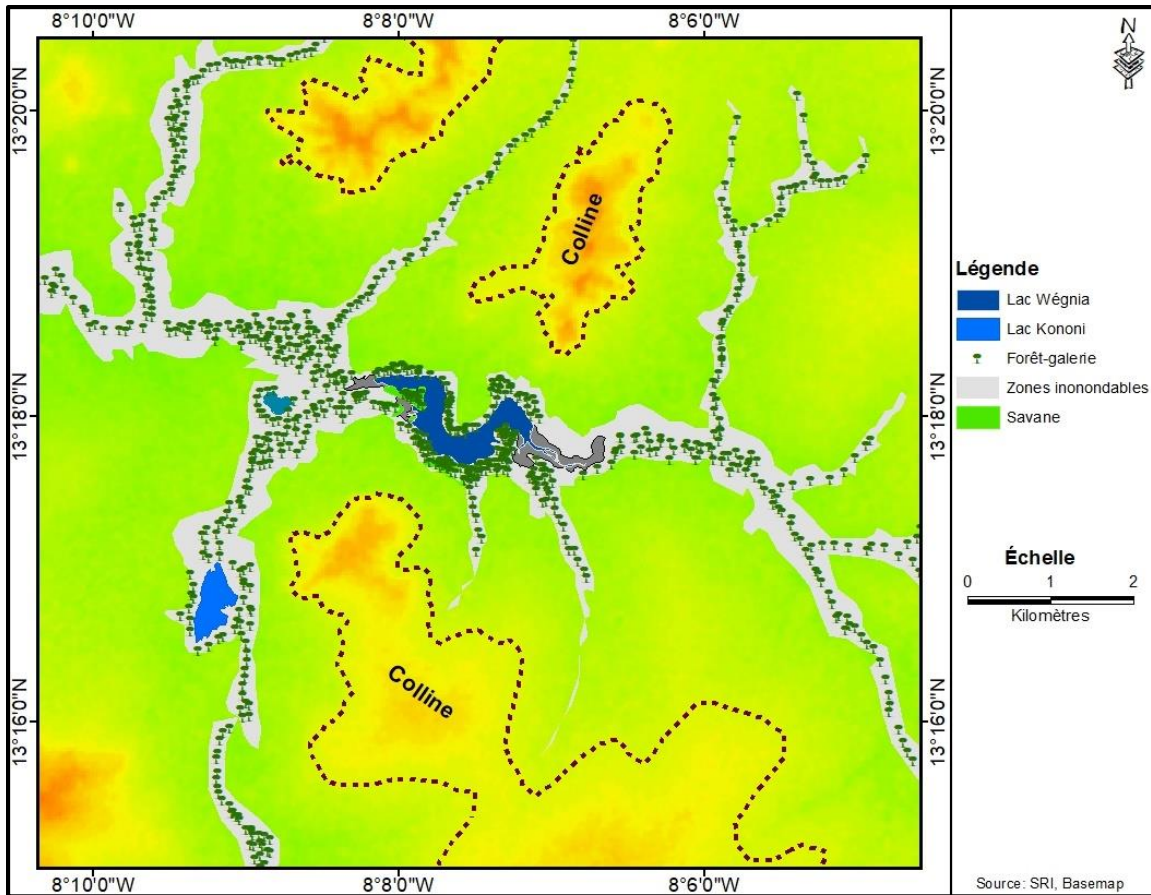 8°10'0"W 8°8'0"W 8°6'0"W
N
13°20'0"N 13°20'0"N
Colline
Légende
Lac Wégnia
Lac Kononi
Forêt-galerie
Zones inonondables
Savane
13°18'0"N 13°18'0"N
Échelle
0 1 2
Kilomètres
Colline
13°16'0"N 13°16'0"N
8°10'0"W 8°8'0"W 8°6'0"W
Source: SRI, Basemap